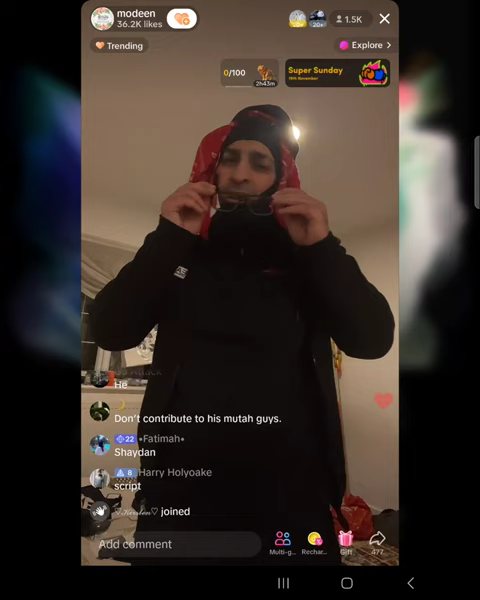 modeen
36.2K likes
20+
1.5K
Trending
Explore >
0/100
2h43m
Super Sunday
He
Don't contribute to his mutah guys.
22 •Fatimah•
Shaydan
8 Harry Holyoake
script
joined
Add comment
Multi-g...
Rechar...
Gift
477